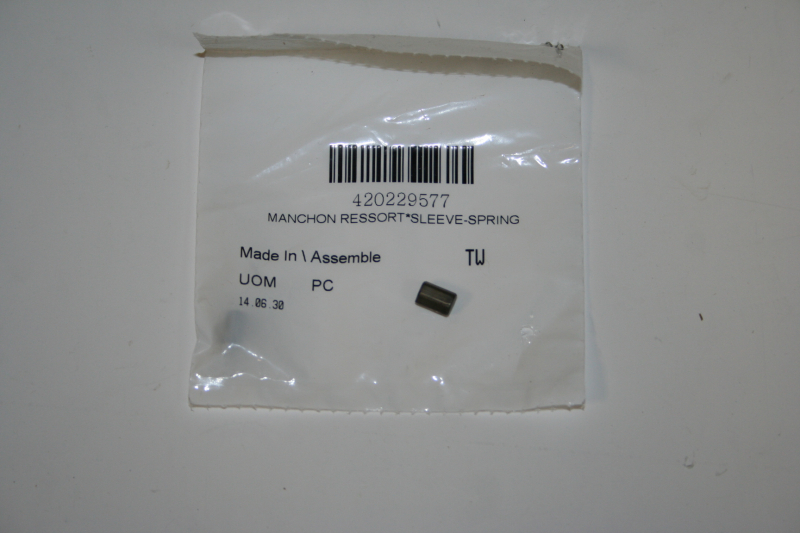 420229577
MANCHON RESSORT*SLEEVE-SPRING
Made In \ Assemble TW
UOM PC
14.06.30